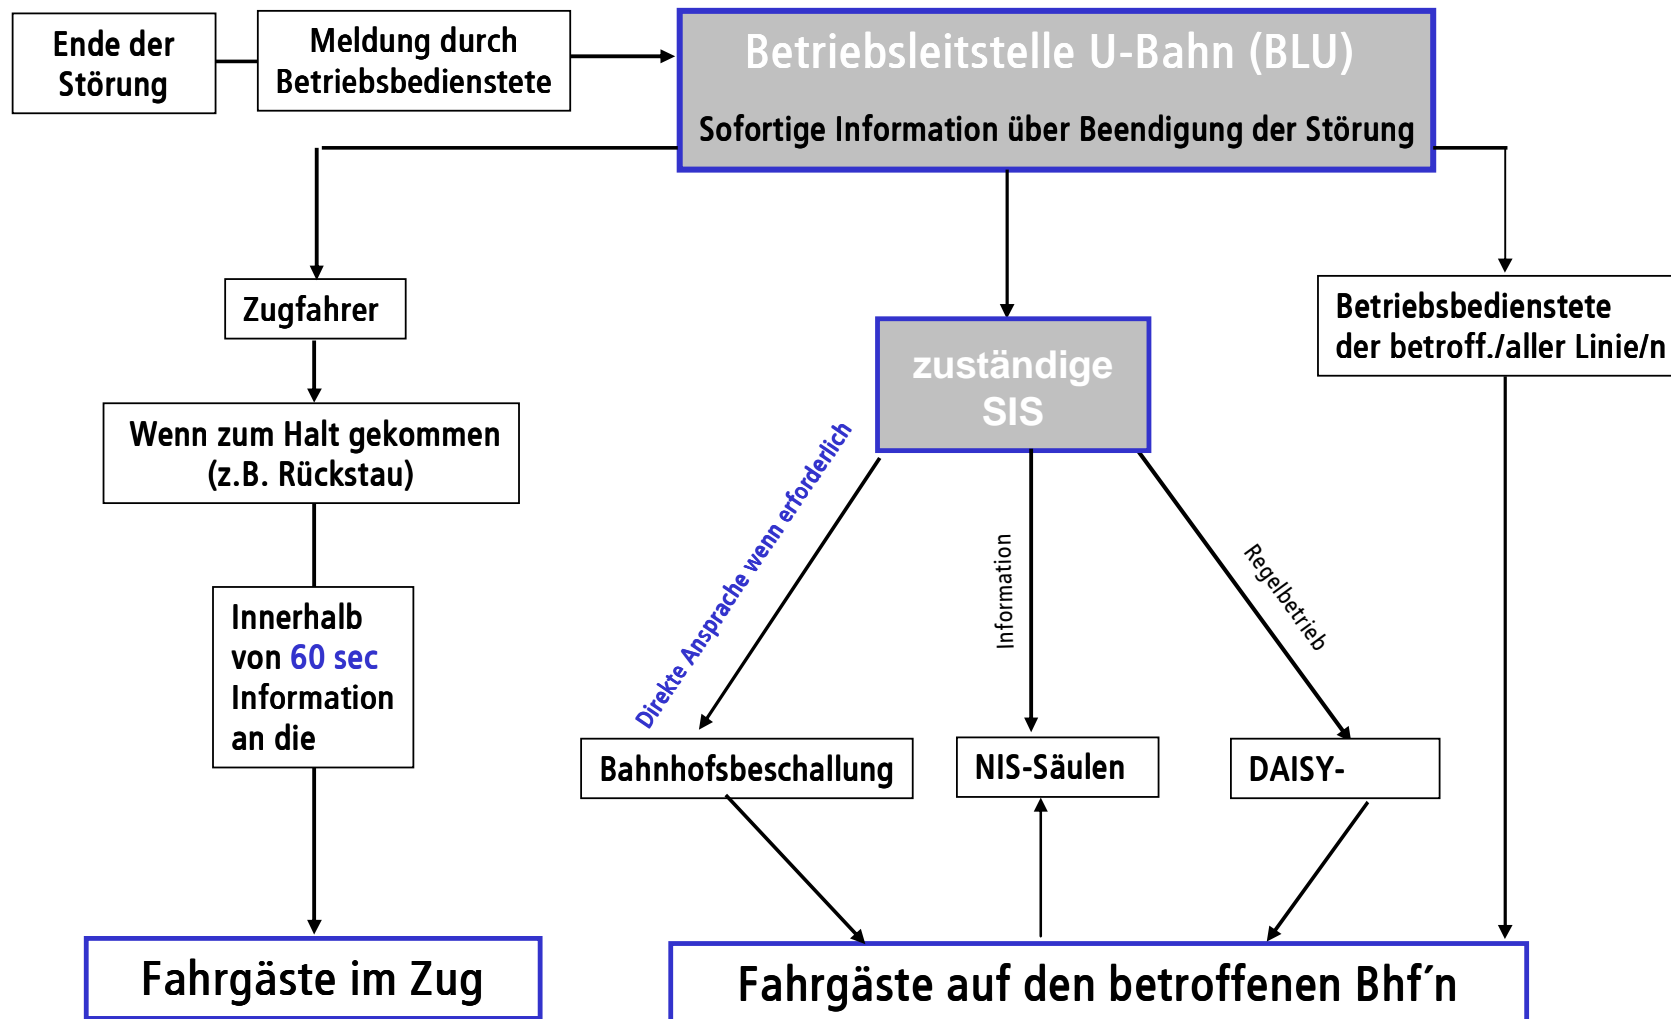 Ende der
Störung
Meldung durch
Betriebsbedienstete
Betriebsleitstelle U-Bahn (BLU)
Sofortige Information über Beendigung der Störung
Zugfahrer
Wenn zum Halt gekommen
(z.B. Rückstau)
Innerhalb
von 60 sec
Information
an die
Fahrgäste im Zug
zuständige
SIS
Direkte Ansprache wenn erforderlich
Information
Regelbetrieb
Bahnhofsbeschallung
NIS-Säulen
DAISY-
Betriebsbedienstete
der betroff./aller Linie/n
Fahrgäste auf den betroffenen Bhf´n